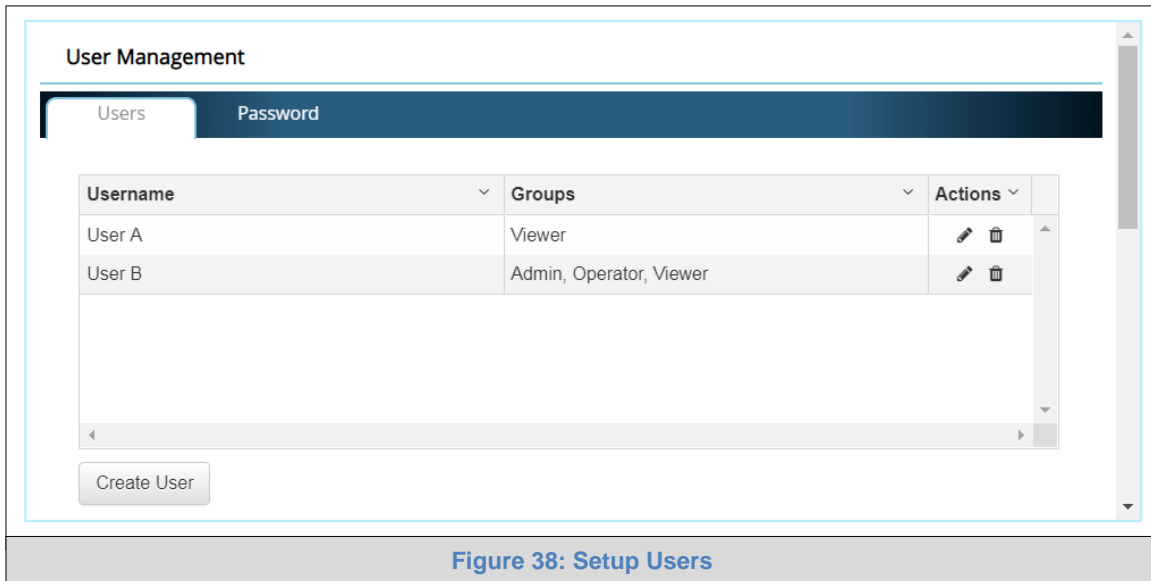 User Management
Users Password
Username Groups Actions
User A Viewer
User B Admin, Operator, Viewer
Create User
Figure 38: Setup Users